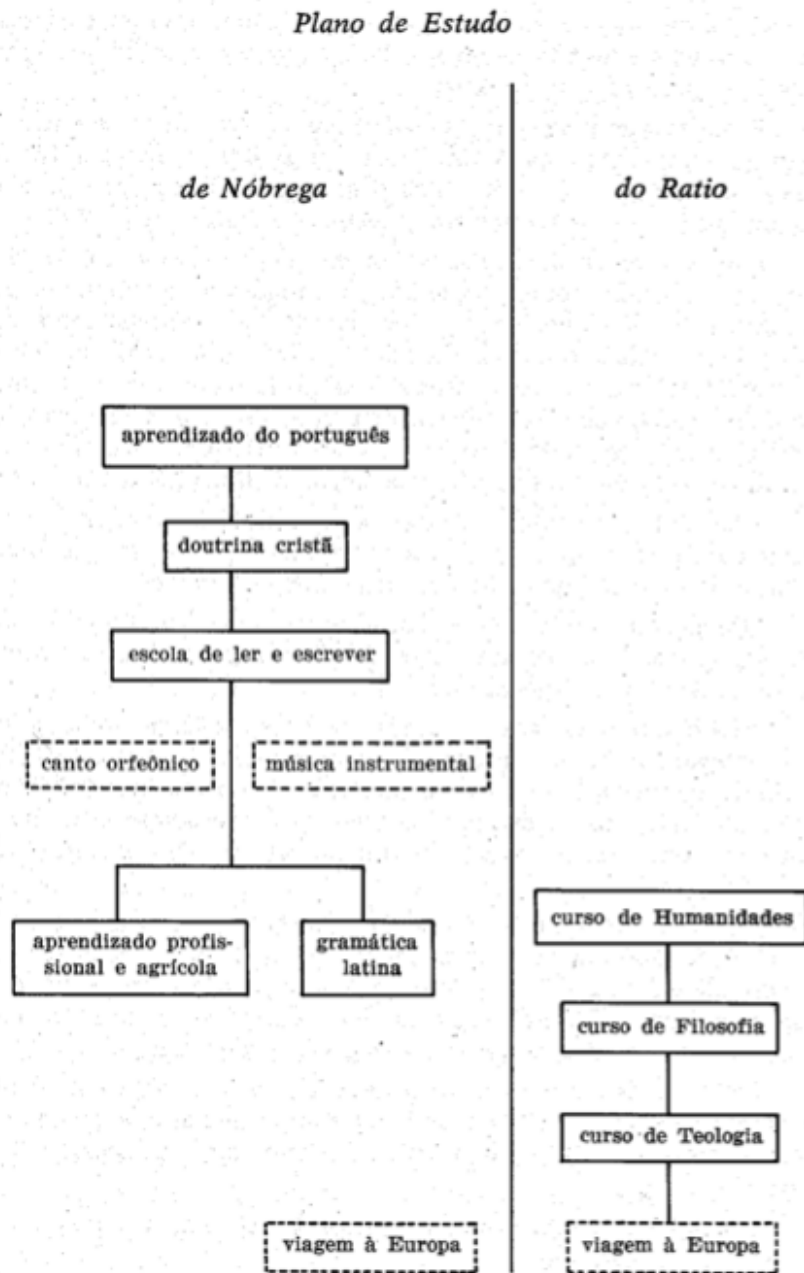 Plano de Estudo
de Nóbrega
do Ratio
aprendizado do português
doutrina cristã
escola de ler e escrever
canto orfeônico
música instrumental
aprendizado profis-
sional e agrícola
gramática
latina
curso de Humanidades
curso de Filosofia
curso de Teologia
viagem à Europa
viagem à Europa